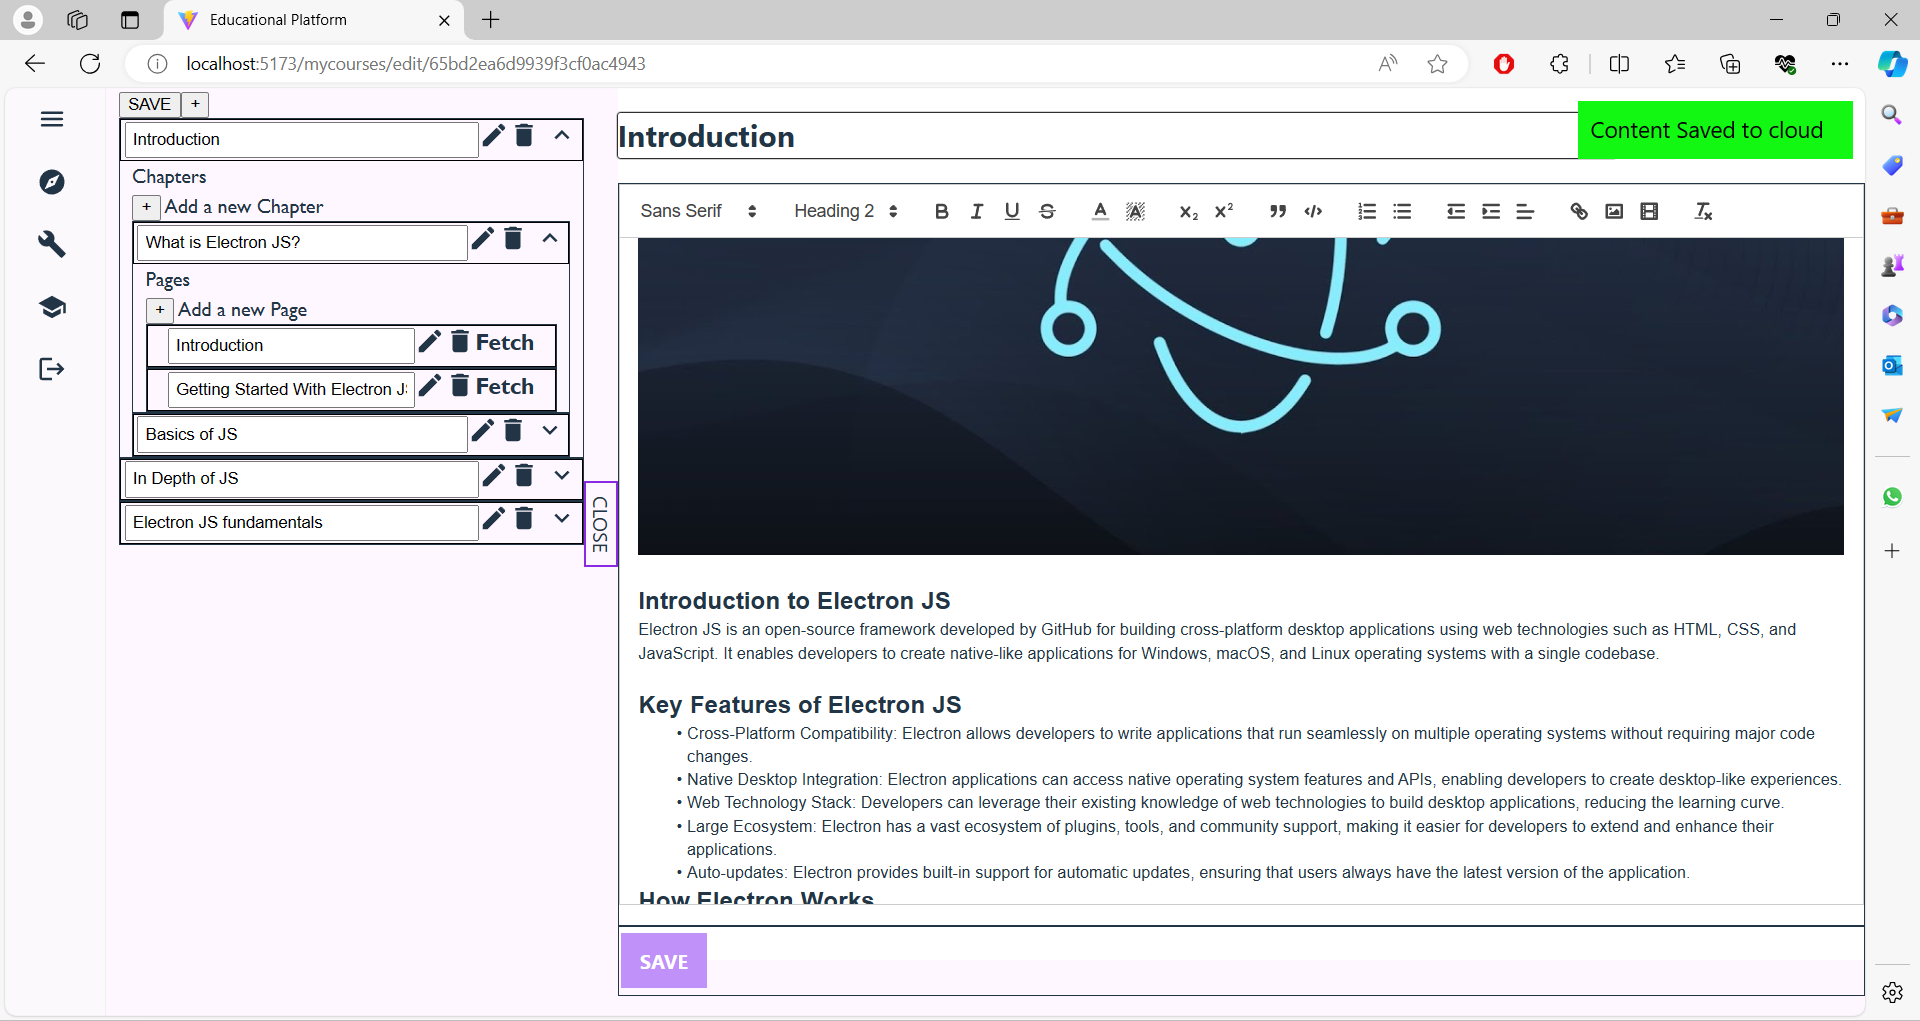 Educational Platform
localhost:5173/mycourses/edit/65bd2ea6d9939f3cf0ac4943
SAVE +
Introduction
Chapters
+ Add a new Chapter
What is Electron JS?
Pages
+ Add a new Page
Introduction Fetch
Getting Started With Electron J Fetch
Basics of JS
In Depth of JS
Electron JS fundamentals
CLOSE
Introduction
Content Saved to cloud
Sans Serif Heading 2
Introduction to Electron JS
Electron JS is an open-source framework developed by GitHub for building cross-platform desktop applications using web technologies such as HTML, CSS, and
JavaScript. It enables developers to create native-like applications for Windows, macOS, and Linux operating systems with a single codebase.
Key Features of Electron JS
• Cross-Platform Compatibility: Electron allows developers to write applications that run seamlessly on multiple operating systems without requiring major code
changes.
• Native Desktop Integration: Electron applications can access native operating system features and APIs, enabling developers to create desktop-like experiences.
• Web Technology Stack: Developers can leverage their existing knowledge of web technologies to build desktop applications, reducing the learning curve.
• Large Ecosystem: Electron has a vast ecosystem of plugins, tools, and community support, making it easier for developers to extend and enhance their
applications.
• Auto-updates: Electron provides built-in support for automatic updates, ensuring that users always have the latest version of the application.
How Electron Works
SAVE